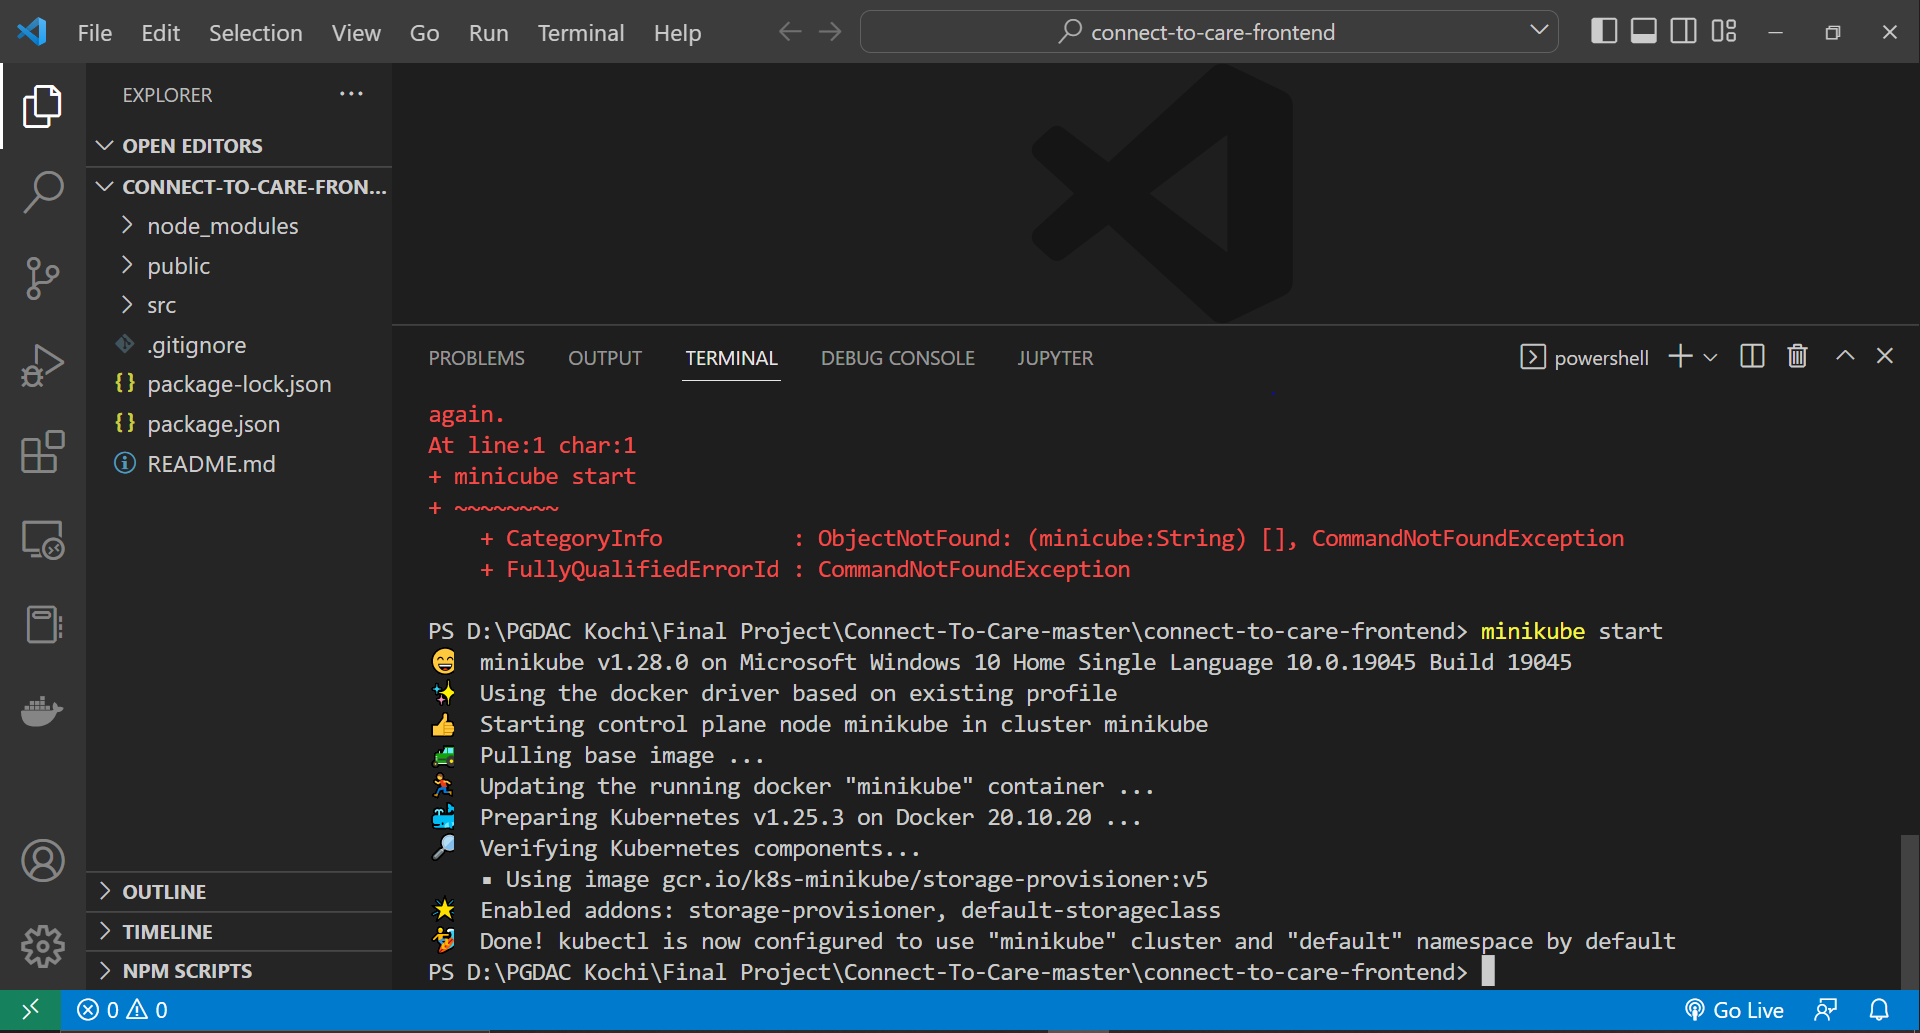 File Edit Selection View Go Run Terminal Help connect-to-care-frontend
EXPLORER
OPEN EDITORS
CONNECT-TO-CARE-FRON...
node_modules
public
src
.gitignore
package-lock.json
package.json
README.md
OUTLINE
TIMELINE
NPM SCRIPTS
PROBLEMS OUTPUT TERMINAL DEBUG CONSOLE JUPYTER powershell
again.
At line:1 char:1
+ minicube start
+ ~~~~~~~~
+ CategoryInfo : ObjectNotFound: (minicube:String) [], CommandNotFoundException
+ FullyQualifiedErrorId : CommandNotFoundException
PS D:\PGDAC Kochi\Final Project\Connect-To-Care-master\connect-to-care-frontend> minikube start
😄 minikube v1.28.0 on Microsoft Windows 10 Home Single Language 10.0.19045 Build 19045
✨ Using the docker driver based on existing profile
👍 Starting control plane node minikube in cluster minikube
🚜 Pulling base image ...
🏃 Updating the running docker "minikube" container ...
🐳 Preparing Kubernetes v1.25.3 on Docker 20.10.20 ...
🔎 Verifying Kubernetes components...
▪ Using image gcr.io/k8s-minikube/storage-provisioner:v5
🌟 Enabled addons: storage-provisioner, default-storageclass
🏄 Done! kubectl is now configured to use "minikube" cluster and "default" namespace by default
PS D:\PGDAC Kochi\Final Project\Connect-To-Care-master\connect-to-care-frontend>
0 0 Go Live